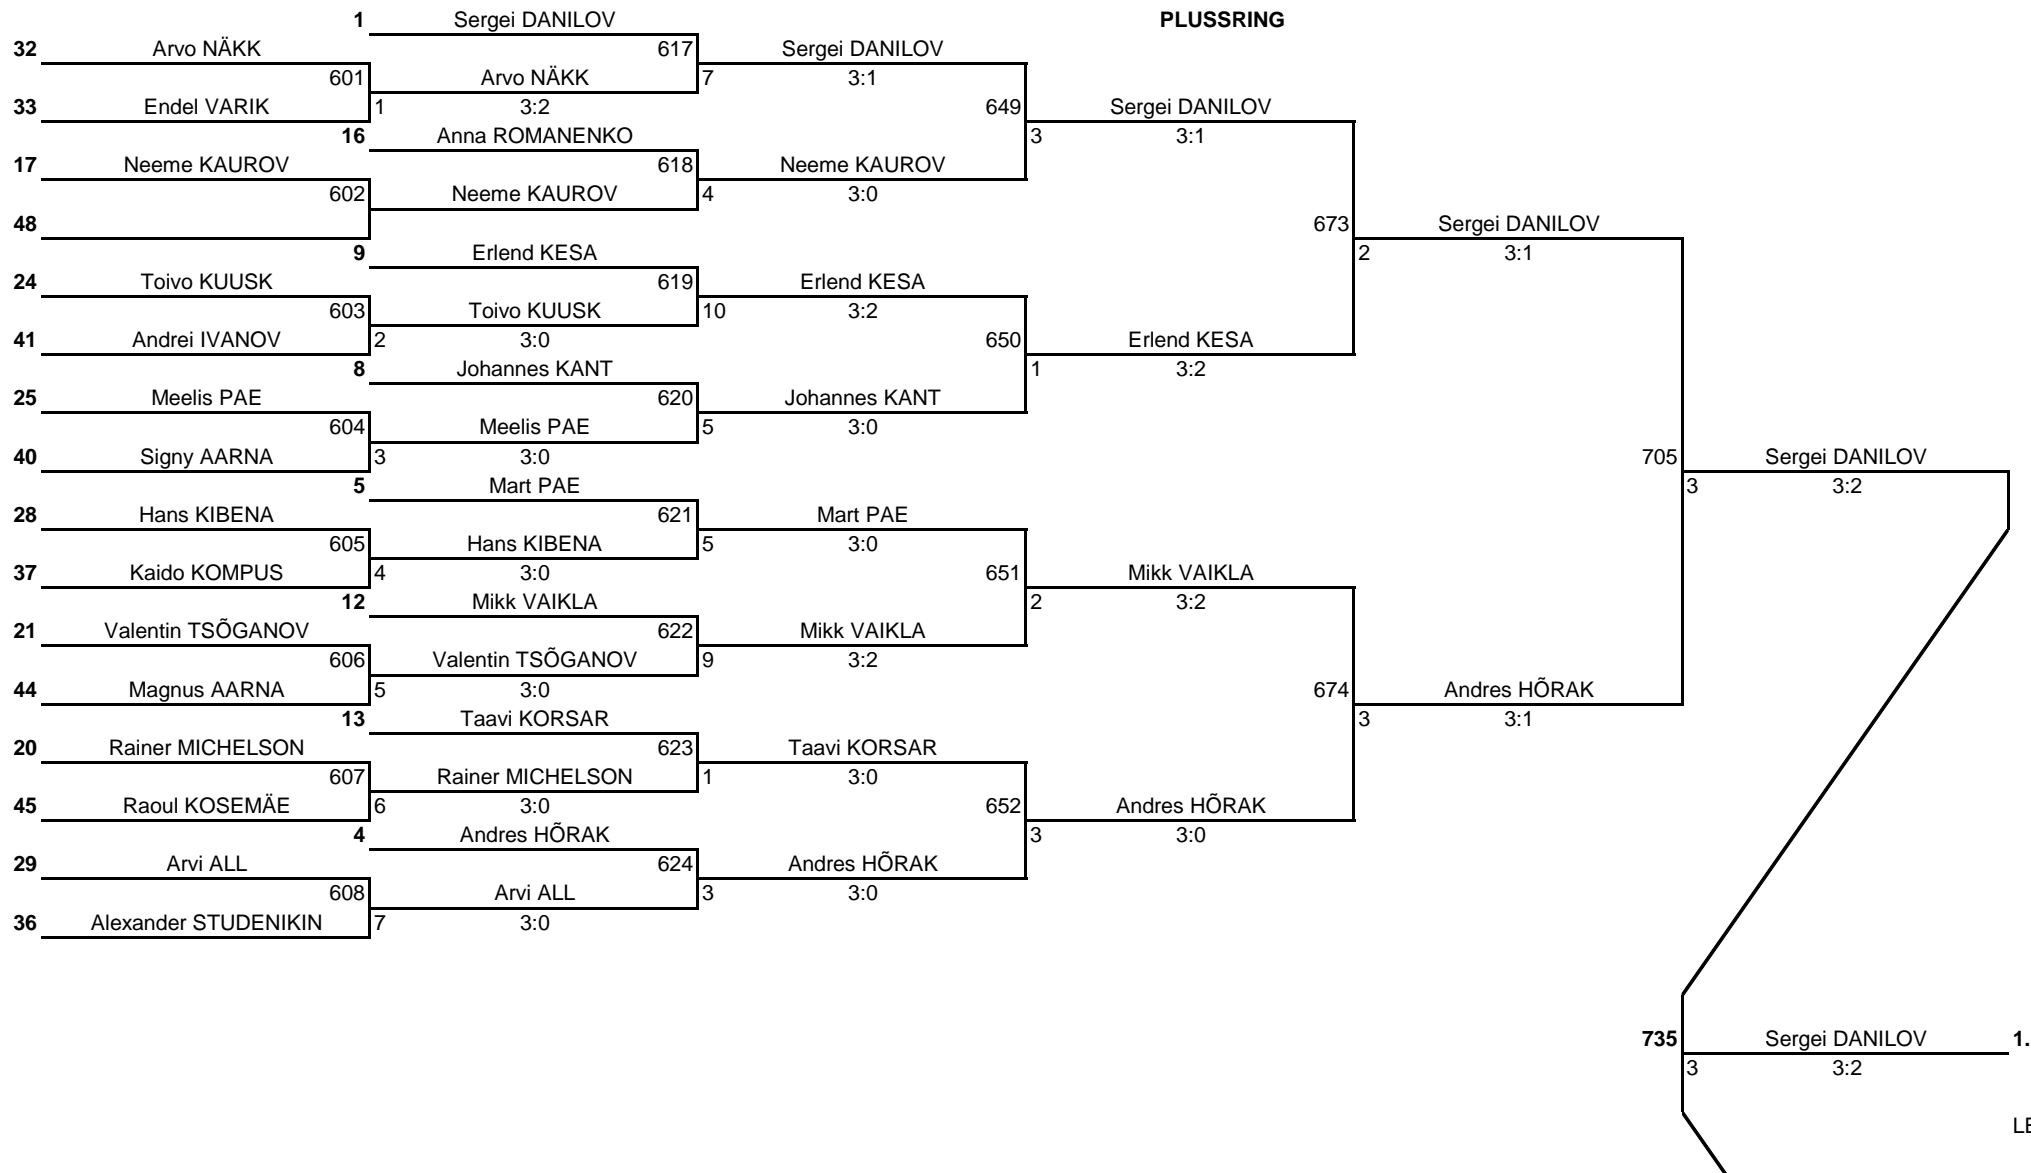 1 Sergei DANILOV PLUSSRING
32 Arvo NÄKK 617 Sergei DANILOV
601 Arvo NÄKK 7 3:1
33 Endel VARIK 1 3:2 649 Sergei DANILOV
16 Anna ROMANENKO 3 3:1
17 Neeme KAUROV 618 Neeme KAUROV
602 Neeme KAUROV 4 3:0
48 673 Sergei DANILOV
9 Erlend KESA 2 3:1
24 Toivo KUUSK 619 Erlend KESA
603 Toivo KUUSK 10 3:2
41 Andrei IVANOV 2 3:0 650 Erlend KESA
8 Johannes KANT 1 3:2
25 Meelis PAE 620 Johannes KANT
604 Meelis PAE 5 3:0
40 Signy AARNA 3 3:0 705 Sergei DANILOV
5 Mart PAE 3 3:2
28 Hans KIBENA 621 Mart PAE
605 Hans KIBENA 5 3:0
37 Kaido KOMPUS 4 3:0 651 Mikk VAIKLA
12 Mikk VAIKLA 2 3:2
21 Valentin TSÕGANOV 622 Mikk VAIKLA
606 Valentin TSÕGANOV 9 3:2
44 Magnus AARNA 5 3:0 674 Andres HÕRAK
13 Taavi KORSAR 3 3:1
20 Rainer MICHELSON 623 Taavi KORSAR
607 Rainer MICHELSON 1 3:0
45 Raoul KOSEMÄE 6 3:0 652 Andres HÕRAK
4 Andres HÕRAK 3 3:0
29 Arvi ALL 624 Andres HÕRAK
608 Arvi ALL 3 3:0
36 Alexander STUDENIKIN 7 3:0
735 Sergei DANILOV 1.
3 3:2